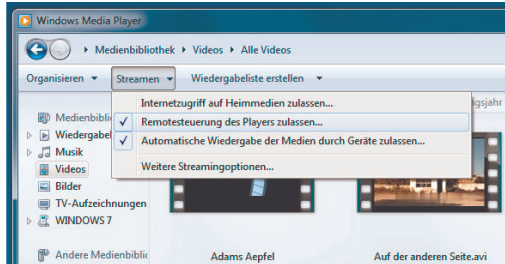 Windows Media Player
Medienbibliothek ▸ Videos ▸ Alle Videos
Organisieren Streamen Wiedergabeliste erstellen
Internetzugriff auf Heimmedien zulassen...
Remotesteuerung des Players zulassen...
Automatische Wiedergabe der Medien durch Geräte zulassen...
Weitere Streamingoptionen...
Musik
Videos
Bilder
TV-Aufzeichnungen
WINDOWS 7
Andere
Adams Aepfel
Auf der anderen Seite.avi